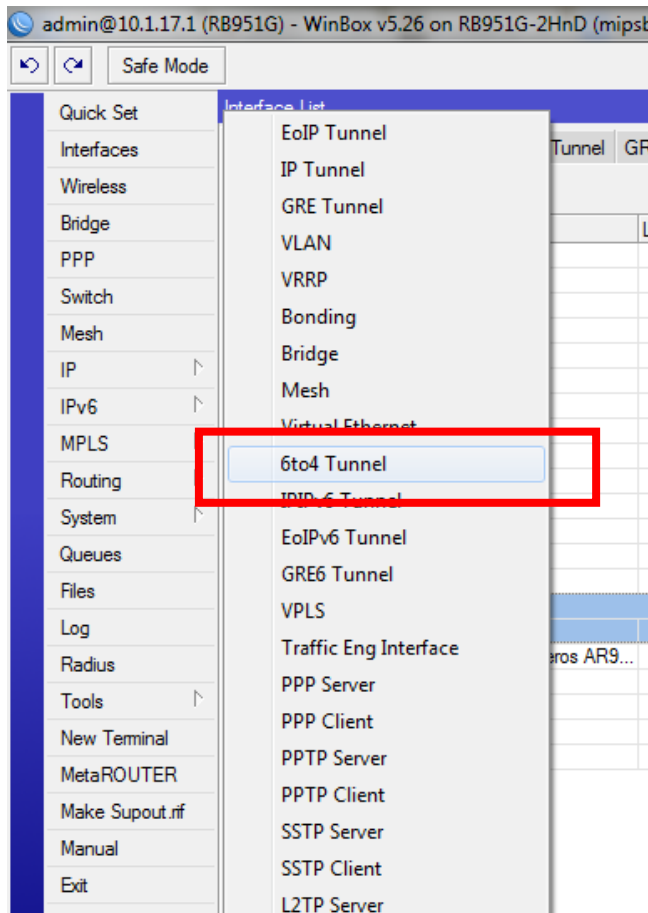 admin@10.1.17.1 (RB951G) - WinBox v5.26 on RB951G-2HnD (mipsb
Safe Mode
Quick Set
Interfaces
Wireless
Bridge
PPP
Switch
Mesh
IP
IPv6
MPLS
Routing
System
Queues
Files
Log
Radius
Tools
New Terminal
MetaROUTER
Make Supout.rif
Manual
Exit
Interface List
Tunnel GR
L
eros AR9...
EoIP Tunnel
IP Tunnel
GRE Tunnel
VLAN
VRRP
Bonding
Bridge
Mesh
Virtual Ethernet
6to4 Tunnel
IPIPv6 Tunnel
EoIPv6 Tunnel
GRE6 Tunnel
VPLS
Traffic Eng Interface
PPP Server
PPP Client
PPTP Server
PPTP Client
SSTP Server
SSTP Client
L2TP Server